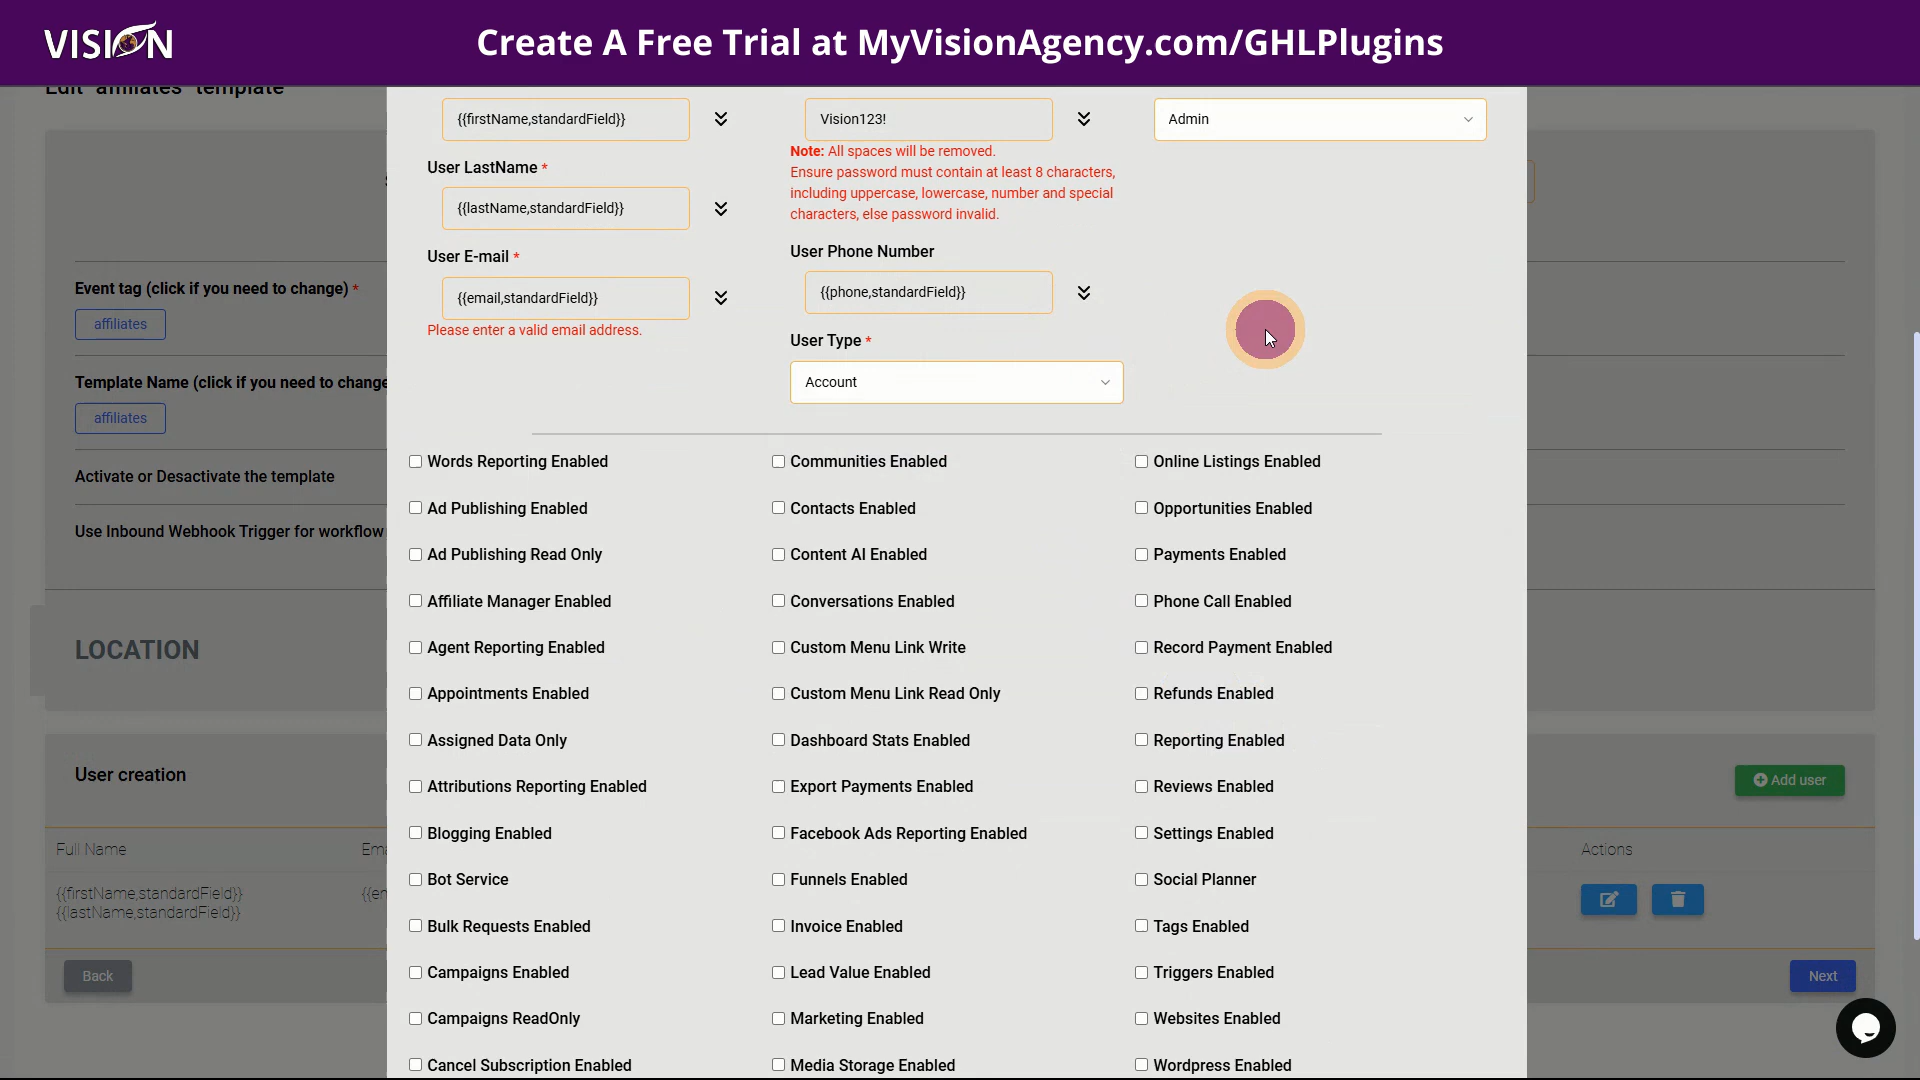 VISION
Create A Free Trial at MyVisionAgency.com/GHLPlugins
Edit "affiliates" template
{{firstName,standardField}}
Vision123!
Admin
Note: All spaces will be removed.
Ensure password must contain at least 8 characters,
including uppercase, lowercase, number and special
characters, else password invalid.
User LastName *
{{lastName,standardField}}
User E-mail *
{{email,standardField}}
Please enter a valid email address.
User Phone Number
{{phone,standardField}}
User Type *
Account
Event tag (click if you need to change) *
affiliates
Template Name (click if you need to change
affiliates
Activate or Desactivate the template
Use Inbound Webhook Trigger for workflow
LOCATION
Words Reporting Enabled
Communities Enabled
Online Listings Enabled
Ad Publishing Enabled
Contacts Enabled
Opportunities Enabled
Ad Publishing Read Only
Content AI Enabled
Payments Enabled
Affiliate Manager Enabled
Conversations Enabled
Phone Call Enabled
Agent Reporting Enabled
Custom Menu Link Write
Record Payment Enabled
Appointments Enabled
Custom Menu Link Read Only
Refunds Enabled
Assigned Data Only
Dashboard Stats Enabled
Reporting Enabled
Attributions Reporting Enabled
Export Payments Enabled
Reviews Enabled
Blogging Enabled
Facebook Ads Reporting Enabled
Settings Enabled
Bot Service
Funnels Enabled
Social Planner
Bulk Requests Enabled
Invoice Enabled
Tags Enabled
Campaigns Enabled
Lead Value Enabled
Triggers Enabled
Campaigns ReadOnly
Marketing Enabled
Websites Enabled
Cancel Subscription Enabled
Media Storage Enabled
Wordpress Enabled
User creation
Add user
Full Name
Ema
Actions
{{firstName,standardField}}
{{lastName,standardField}}
{{en
Back
Next